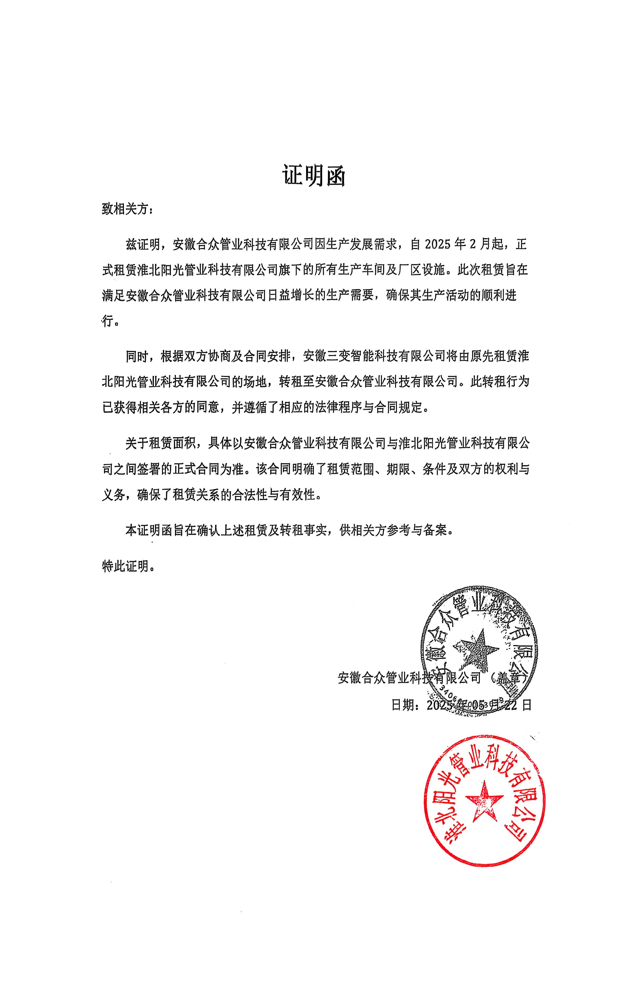 证明函
致相关方：
兹证明，安徽合众管业科技有限公司因生产发展需求，自 2025 年 2 月起，正
式租赁淮北阳光管业科技有限公司旗下的所有生产车间及厂区设施。此次租赁旨在
满足安徽合众管业科技有限公司日益增长的生产需要，确保其生产活动的顺利进
行。
同时，根据双方协商及合同安排，安徽三变智能科技有限公司将由原先租赁淮
北阳光管业科技有限公司的场地，转租至安徽合众管业科技有限公司。此转租行为
已获得相关各方的同意，并遵循了相应的法律程序与合同规定。
关于租赁面积，具体以安徽合众管业科技有限公司与淮北阳光管业科技有限公
司之间签署的正式合同为准。该合同明确了租赁范围、期限、条件及双方的权利与
义务，确保了租赁关系的合法性与有效性。
本证明函旨在确认上述租赁及转租事实，供相关方参考与备案。
特此证明。
安徽合众管业科技有限公司
安徽合众管业科技有限公司 （盖章）
日期：2025 年 05 月 22 日
淮北阳光管业科技有限公司